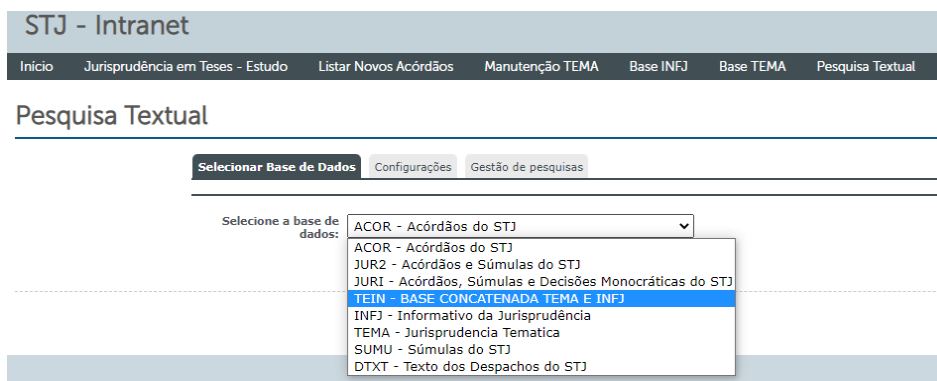 STJ - Intranet
Início Jurisprudência em Teses - Estudo Listar Novos Acórdãos Manutenção TEMA Base INFJ Base TEMA Pesquisa Textual
Pesquisa Textual
Selecionar Base de Dados Configurações Gestão de pesquisas
Selecione a base de dados: ACOR - Acórdãos do STJ
ACOR - Acórdãos do STJ
JUR2 - Acórdãos e Súmulas do STJ
JURI - Acórdãos, Súmulas e Decisões Monocráticas do STJ
TEIN - BASE CONCATENADA TEMA E INFJ
INFJ - Informativo da Jurisprudência
TEMA - Jurisprudencia Tematica
SUMU - Súmulas do STJ
DTXT - Texto dos Despachos do STJ